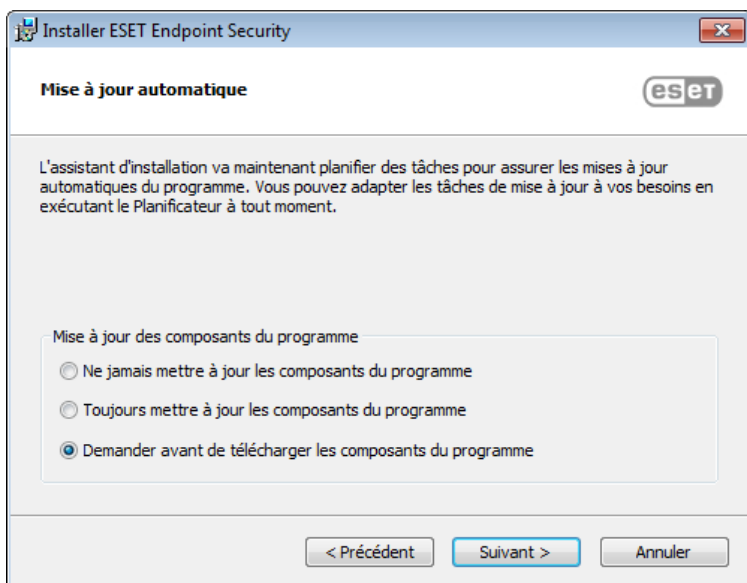 Installer ESET Endpoint Security
Mise à jour automatique
eseT
L'assistant d'installation va maintenant planifier des tâches pour assurer les mises à jour
automatiques du programme. Vous pouvez adapter les tâches de mise à jour à vos besoins en
exécutant le Planificateur à tout moment.
Mise à jour des composants du programme
Ne jamais mettre à jour les composants du programme
Toujours mettre à jour les composants du programme
Demander avant de télécharger les composants du programme
< Précédent
Suivant >
Annuler